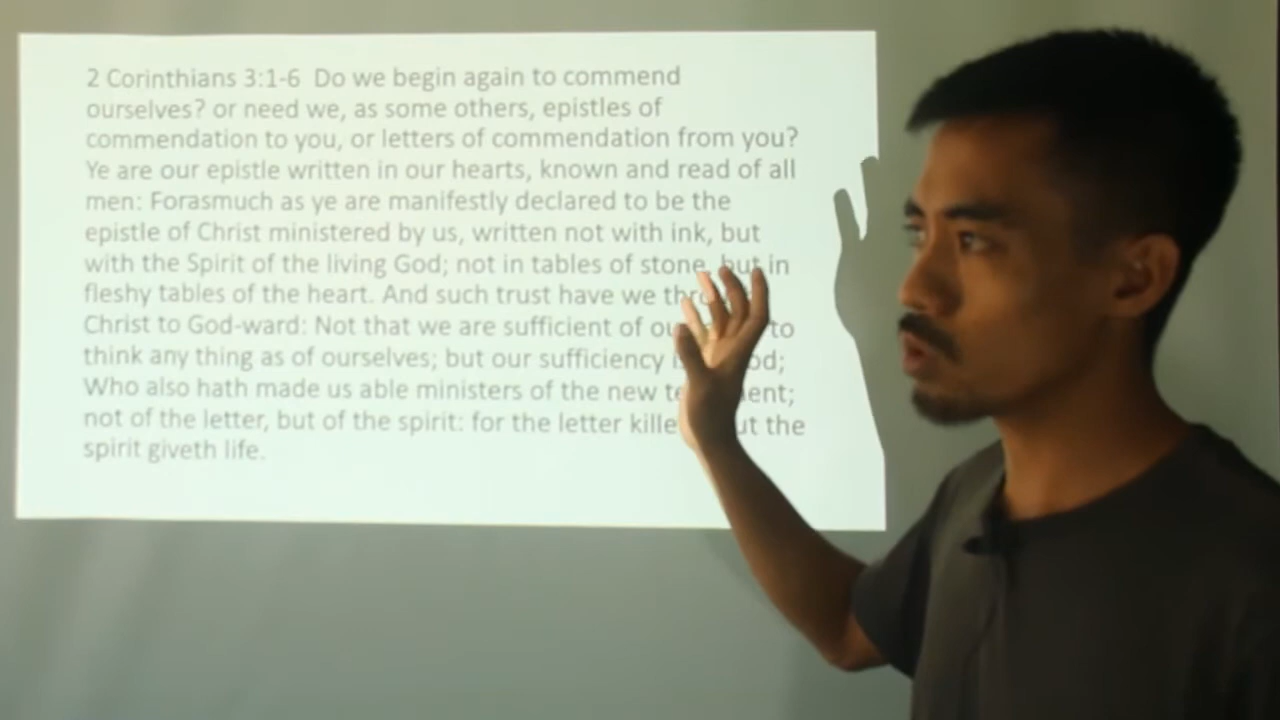 2 Corinthians 3:1-6 Do we begin again to commend
ourselves? or need we, as some others, epistles of
commendation to you, or letters of commendation from you?
Ye are our epistle written in our hearts, known and read of all
men: Forasmuch as ye are manifestly declared to be the
epistle of Christ ministered by us, written not with ink, but
with the Spirit of the living God; not in tables of stone, but in
fleshy tables of the heart. And such trust have we
Christ to God-ward: Not that we are sufficient of to
think any thing as of ourselves; but our sufficiency
Who also hath made us able ministers of the new
not of the letter, but of the spirit: for the letter the
spirit giveth life.